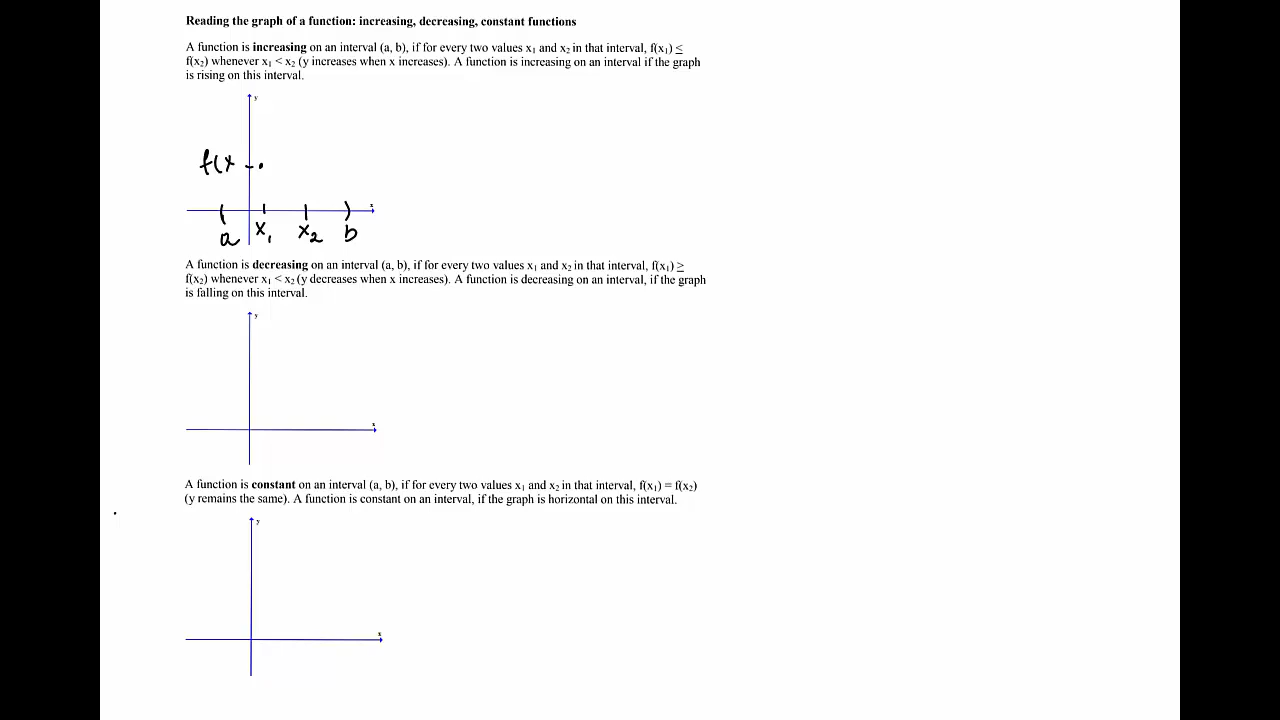 Reading the graph of a function: increasing, decreasing, constant functions
A function is increasing on an interval (a, b), if for every two values x₁ and x₂ in that interval, f(x₁) ≤
f(x₂) whenever x₁ < x₂ (y increases when x increases). A function is increasing on an interval if the graph
is rising on this interval.
y
f(x
x
a x₁ x₂ b
A function is decreasing on an interval (a, b), if for every two values x₁ and x₂ in that interval, f(x₁) ≥
f(x₂) whenever x₁ < x₂ (y decreases when x increases). A function is decreasing on an interval, if the graph
is falling on this interval.
y
x
A function is constant on an interval (a, b), if for every two values x₁ and x₂ in that interval, f(x₁) = f(x₂)
(y remains the same). A function is constant on an interval, if the graph is horizontal on this interval.
y
x